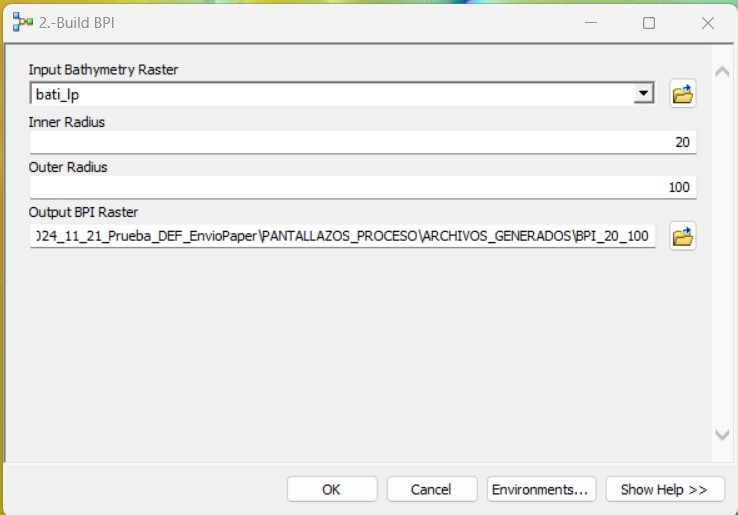 2.-Build BPI
Input Bathymetry Raster
bati_lp
Inner Radius
20
Outer Radius
100
Output BPI Raster
024_11_21_Prueba_DEF_EnvioPaper\PANTALLAZOS_PROCESO\ARCHIVOS_GENERADOS\BPI_20_100
OK Cancel Environments... Show Help >>